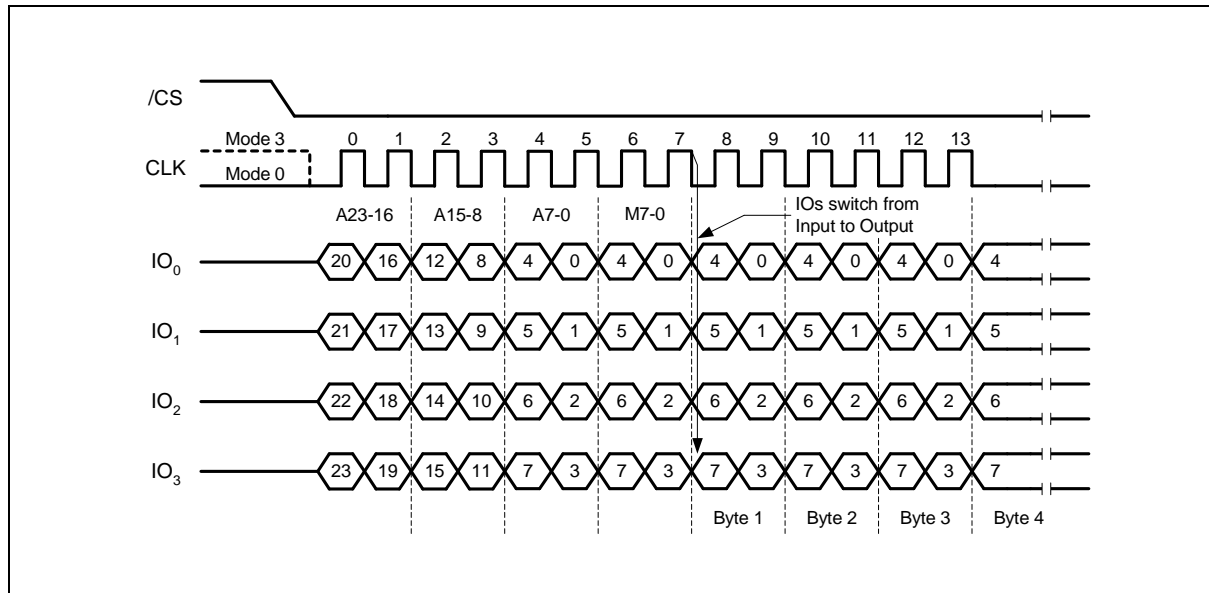 /CS
Mode 3 0 1 2 3 4 5 6 7 8 9 10 11 12 13
CLK
Mode 0
IOs switch from
Input to Output
A23-16 A15-8 A7-0 M7-0
IO0 20 16 12 8 4 0 4 0 4 0 4 0 4 0 4
IO1 21 17 13 9 5 1 5 1 5 1 5 1 5 1 5
IO2 22 18 14 10 6 2 6 2 6 2 6 2 6 2 6
IO3 23 19 15 11 7 3 7 3 7 3 7 3 7 3 7
Byte 1 Byte 2 Byte 3 Byte 4